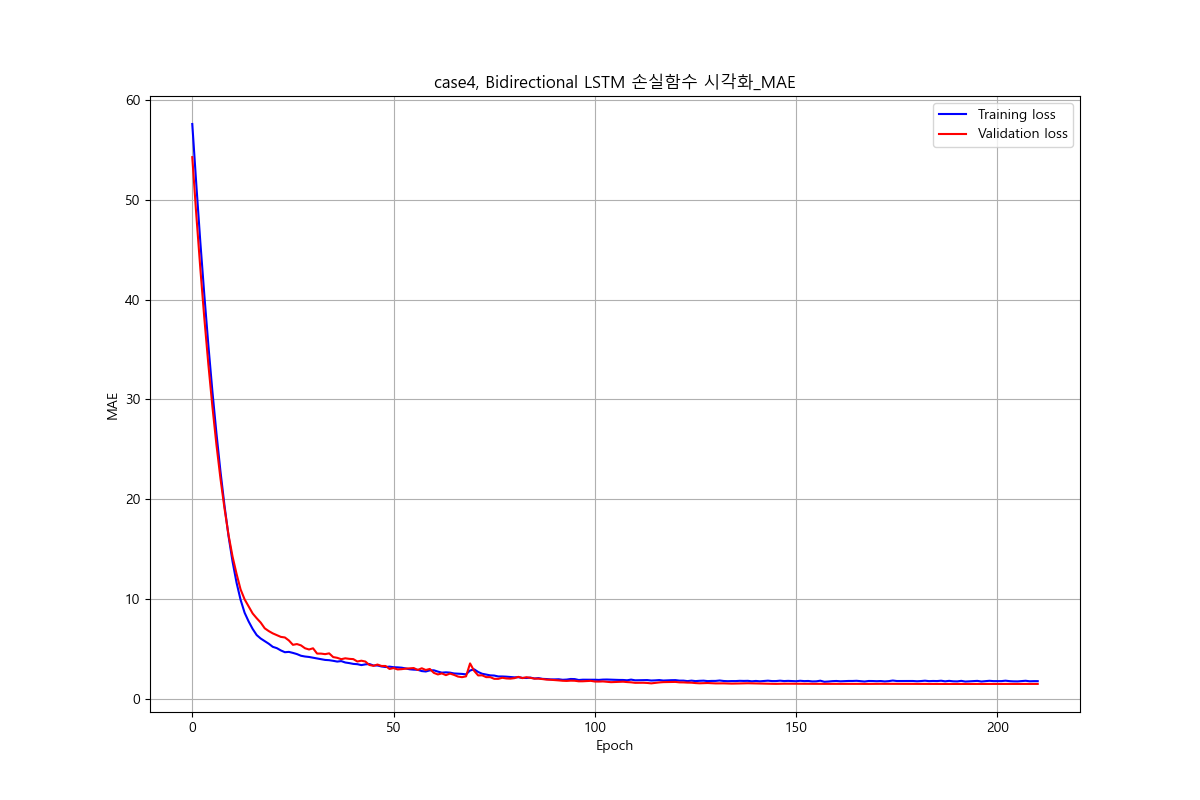 case4, Bidirectional LSTM 손실함수 시각화_MAE
Training loss
Validation loss
MAE
60
50
40
30
20
10
0
0 50 100 150 200
Epoch